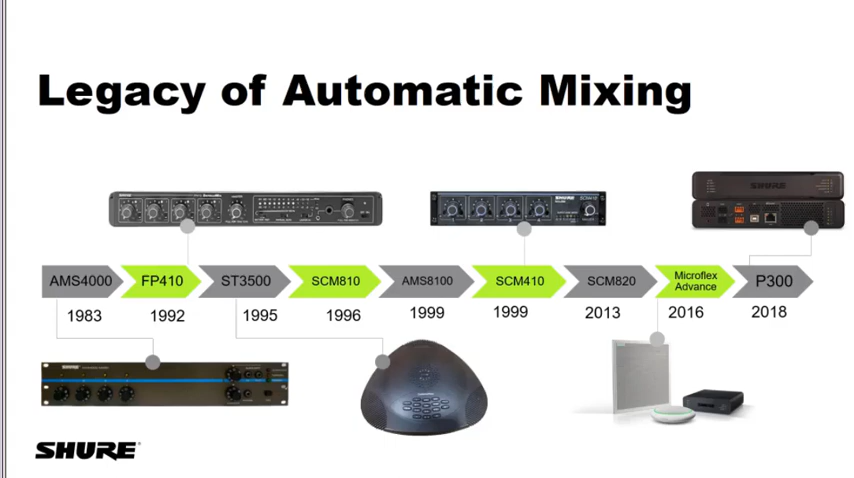 Legacy of Automatic Mixing
SHURE
AMS4000 FP410 ST3500 SCM810 AMS8100 SCM410 SCM820 Microflex Advance P300
1983 1992 1995 1996 1999 1999 2013 2016 2018
SHURE